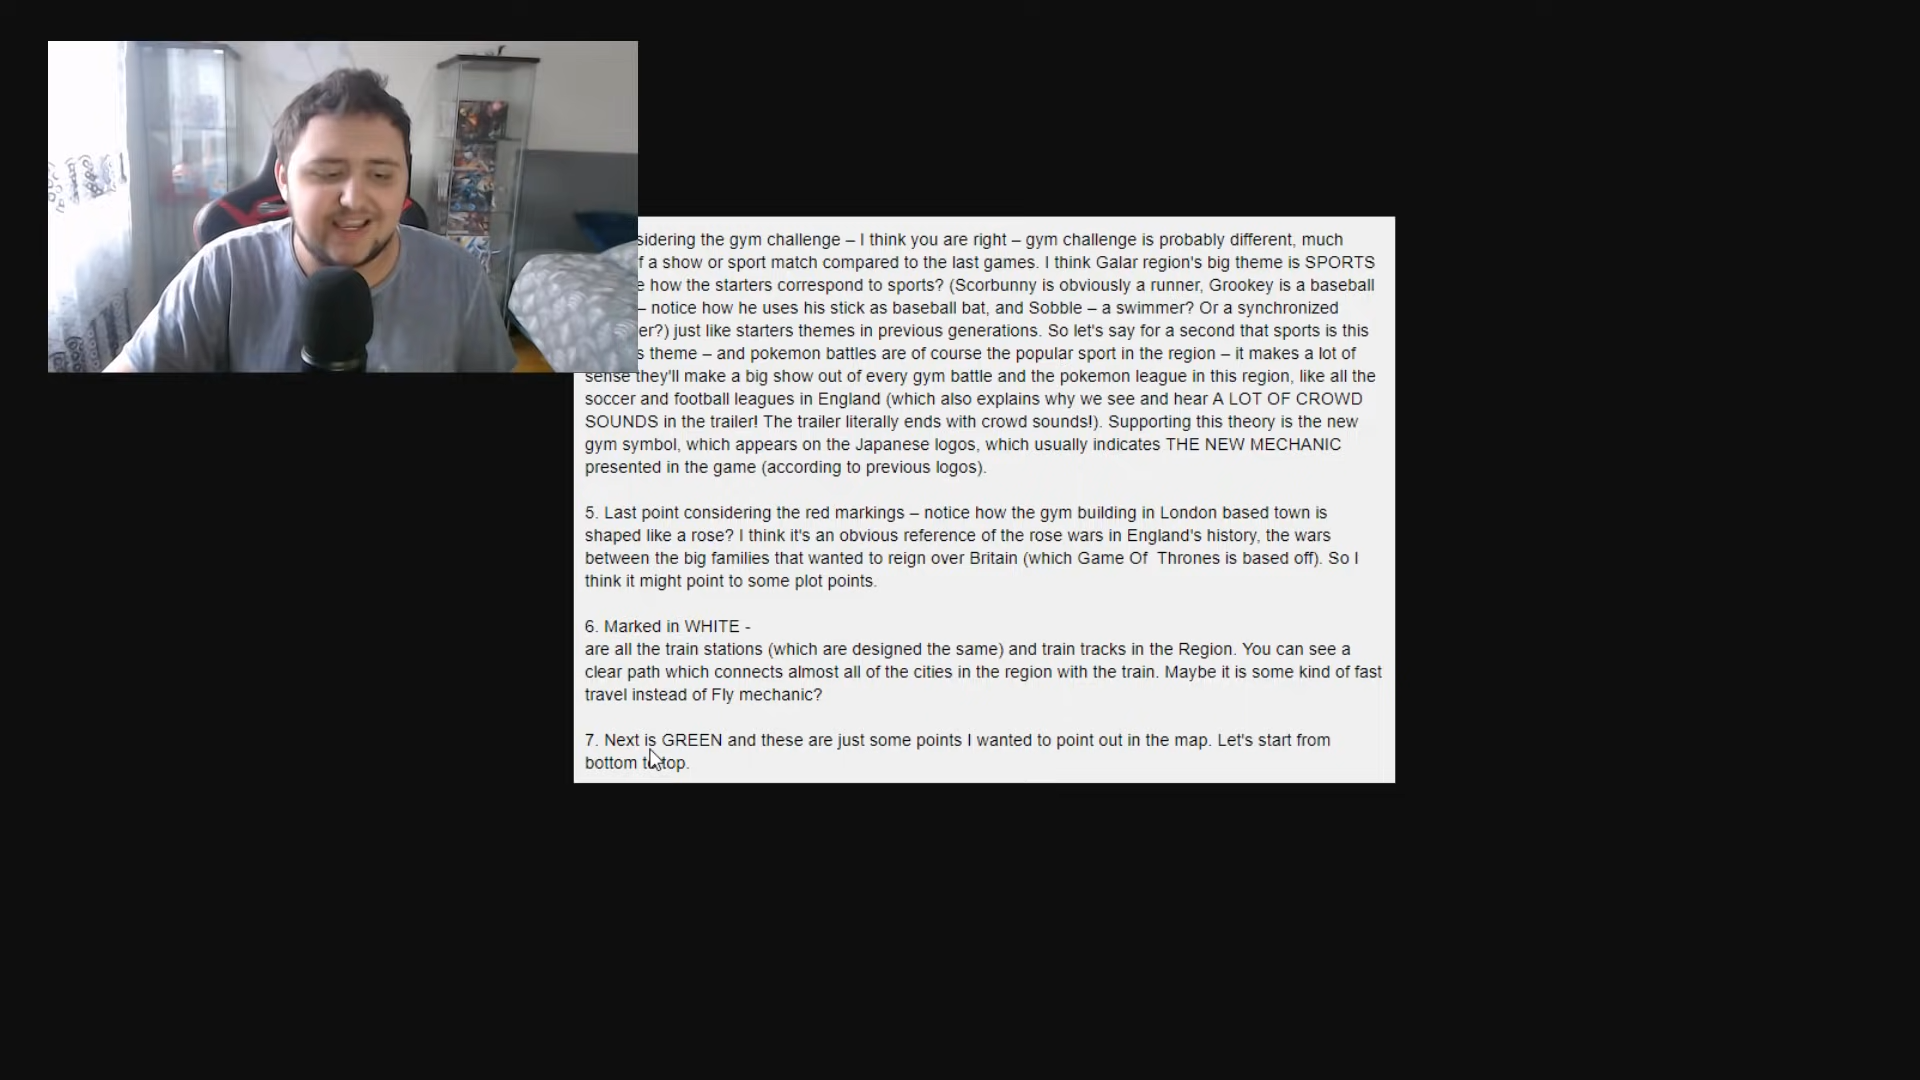 sidering the gym challenge – I think you are right – gym challenge is probably different, much
f a show or sport match compared to the last games. I think Galar region's big theme is SPORTS
e how the starters correspond to sports? (Scorbunny is obviously a runner, Grookey is a baseball
– notice how he uses his stick as baseball bat, and Sobble – a swimmer? Or a synchronized
er?) just like starters themes in previous generations. So let's say for a second that sports is this
s theme – and pokemon battles are of course the popular sport in the region – it makes a lot of
sense they'll make a big show out of every gym battle and the pokemon league in this region, like all the
soccer and football leagues in England (which also explains why we see and hear A LOT OF CROWD
SOUNDS in the trailer! The trailer literally ends with crowd sounds!). Supporting this theory is the new
gym symbol, which appears on the Japanese logos, which usually indicates THE NEW MECHANIC
presented in the game (according to previous logos).
5. Last point considering the red markings – notice how the gym building in London based town is
shaped like a rose? I think it's an obvious reference of the rose wars in England's history, the wars
between the big families that wanted to reign over Britain (which Game Of  Thrones is based off). So I
think it might point to some plot points.
6. Marked in WHITE -
are all the train stations (which are designed the same) and train tracks in the Region. You can see a
clear path which connects almost all of the cities in the region with the train. Maybe it is some kind of fast
travel instead of Fly mechanic?
7. Next is GREEN and these are just some points I wanted to point out in the map. Let's start from
bottom to top.